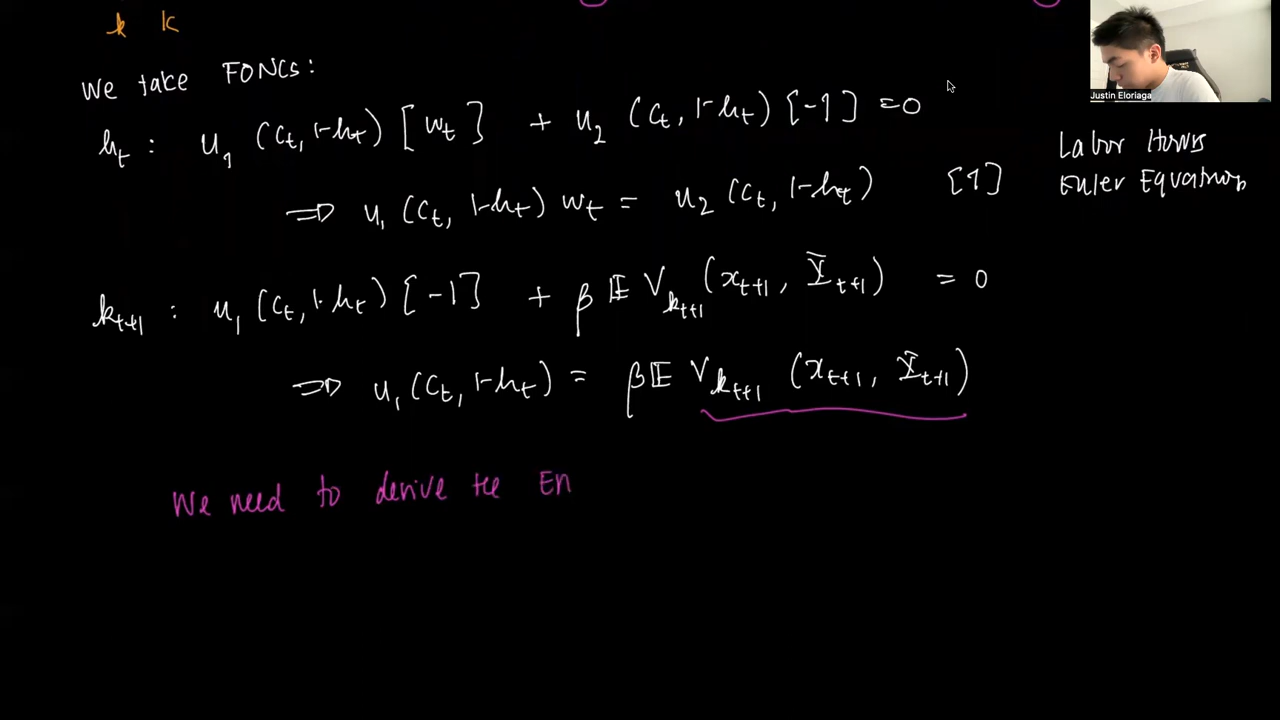 k K
We take FONCs:
Justin Eloriaga
h_t : u_1 (c_t, 1-h_t) [w_t] + u_2 (c_t, 1-h_t) [-1] = 0
Labor Hours
Euler Equation
⇒ u_1 (c_t, 1-h_t) w_t = u_2 (c_t, 1-h_t) [1]
k_{t+1} : u_1 (c_t, 1-h_t) [-1] + β 𝔼 V_{k_{t+1}} (x_{t+1}, Ȳ_{t+1}) = 0
⇒ u_1 (c_t, 1-h_t) = β 𝔼 V_{k_{t+1}} (x_{t+1}, Ȳ_{t+1})
We need to derive the En